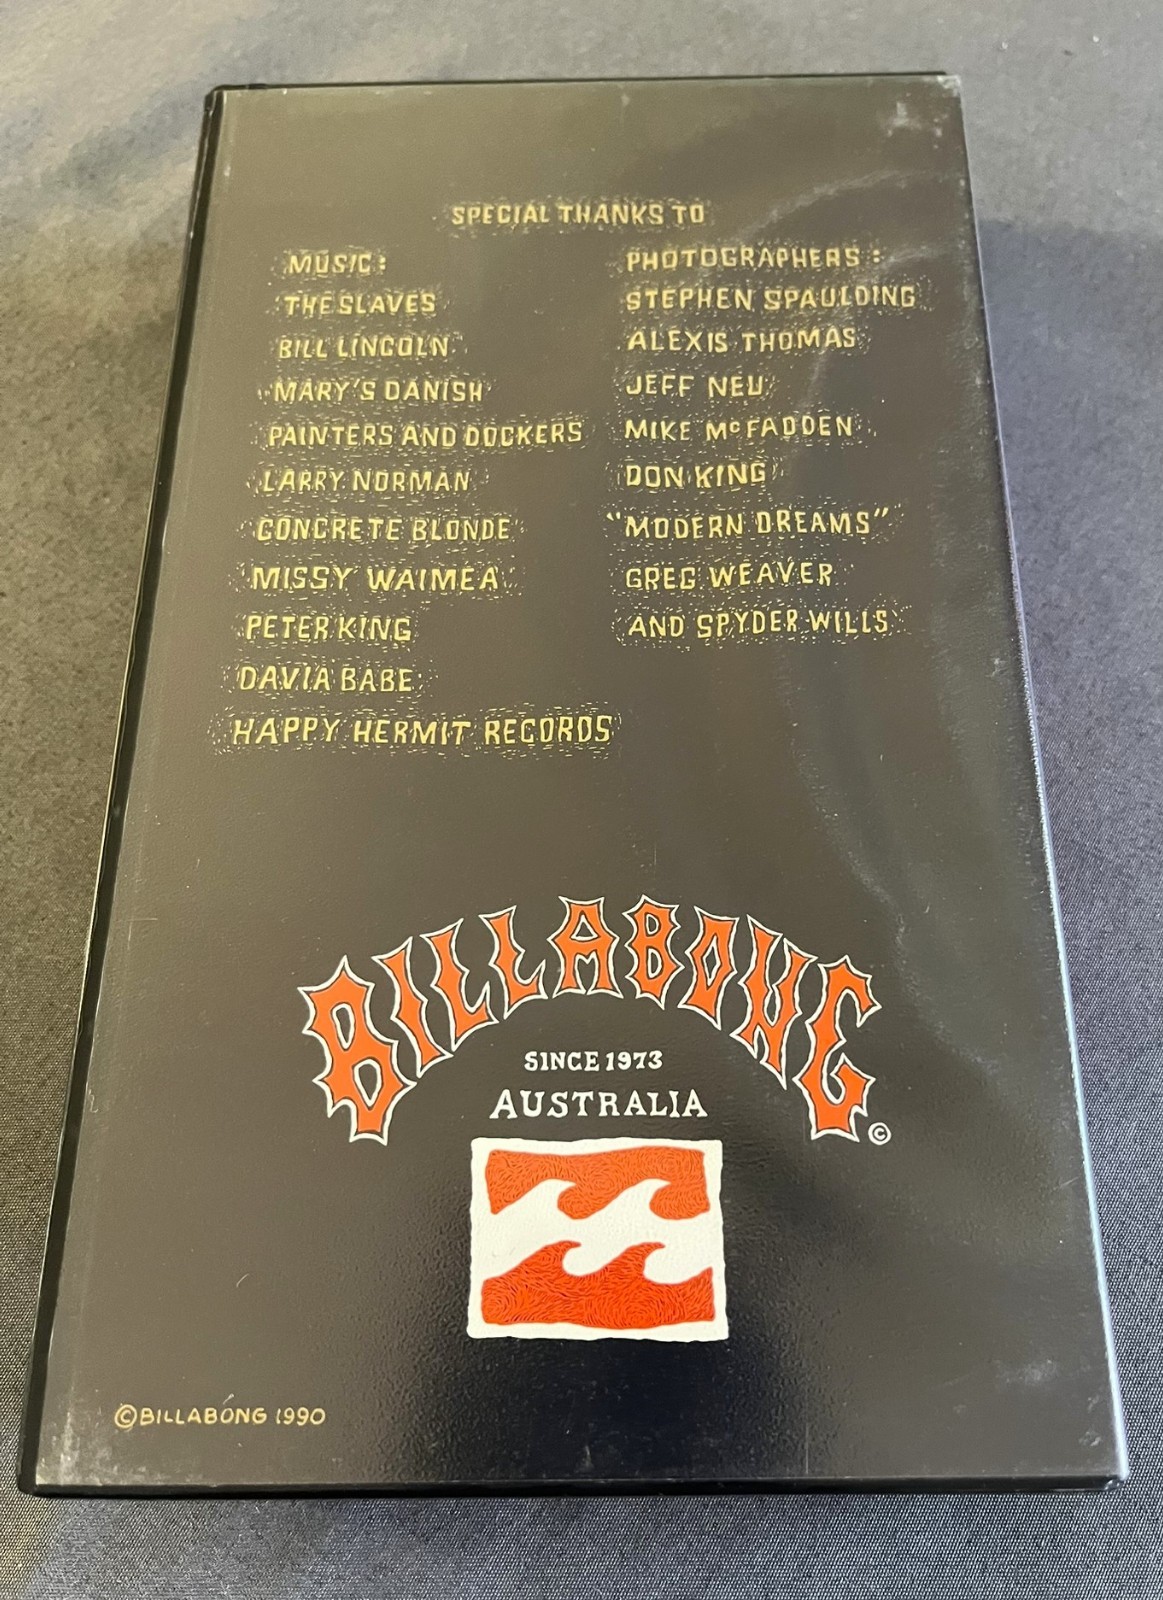 SPECIAL THANKS TO
MUSIC:
THE SLAVES
BILL LINCOLN
MARY'S DANISH
PAINTERS AND DOCKERS
LARRY NORMAN
CONCRETE BLONDE
MISSY WAIMEA
PETER KING
DAVIA BABE
HAPPY HERMIT RECORDS
PHOTOGRAPHERS:
STEPHEN SPAULDING
ALEXIS THOMAS
JEFF NEU
MIKE McFADDEN
DON KING
"MODERN DREAMS"
GREG WEAVER
AND SPYDER WILLS
BILLABONG
SINCE 1973
AUSTRALIA
©
©BILLABONG 1990